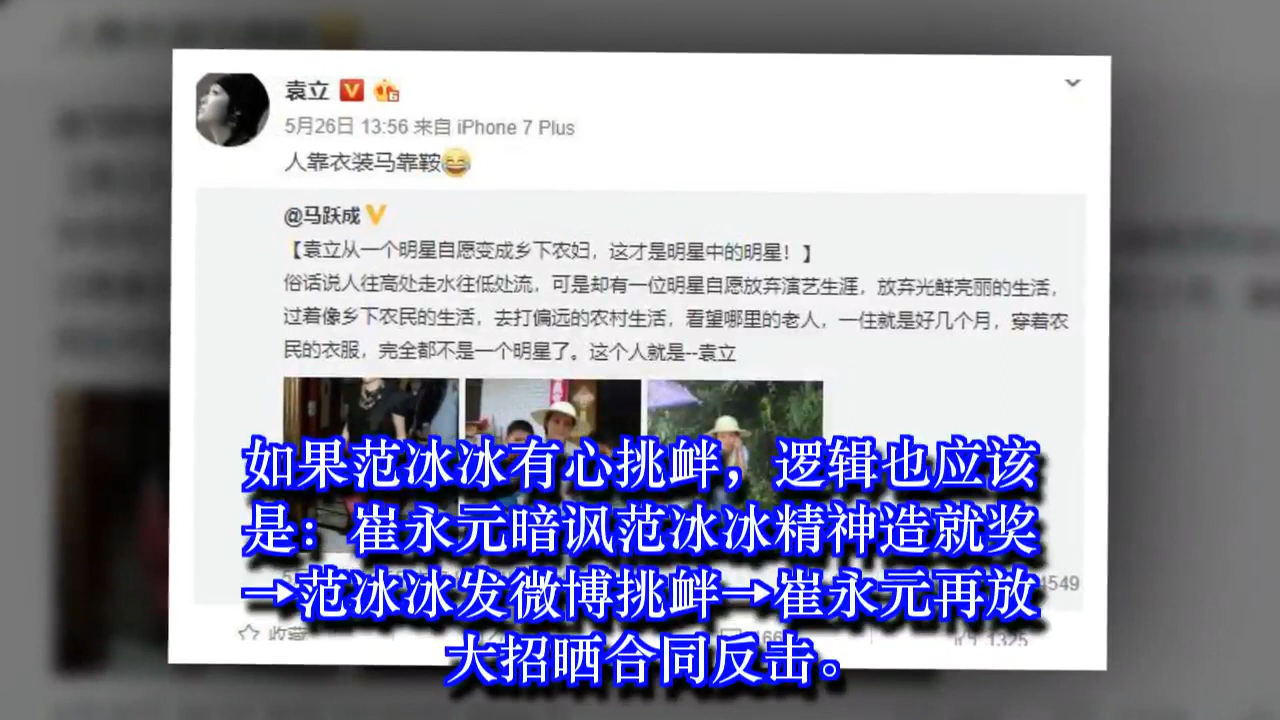 袁立
5月26日 13:56 来自 iPhone 7 Plus
人靠衣装马靠鞍😂
@马跃成
【袁立从一个明星自愿变成乡下农妇，这才是明星中的明星！】
俗话说人往高处走水往低处流，可是却有一位明星自愿放弃演艺生涯，放弃光鲜亮丽的生活，
过着像乡下农民的生活，去打偏远的农村生活，看望哪里的老人，一住就是好几个月，穿着农
民的衣服，完全都不是一个明星了。这个人就是--袁立
如果范冰冰有心挑衅，逻辑也应该
是：崔永元暗讽范冰冰精神造就奖
→范冰冰发微博挑衅→崔永元再放
大招晒合同反击。
4549
收藏
1325